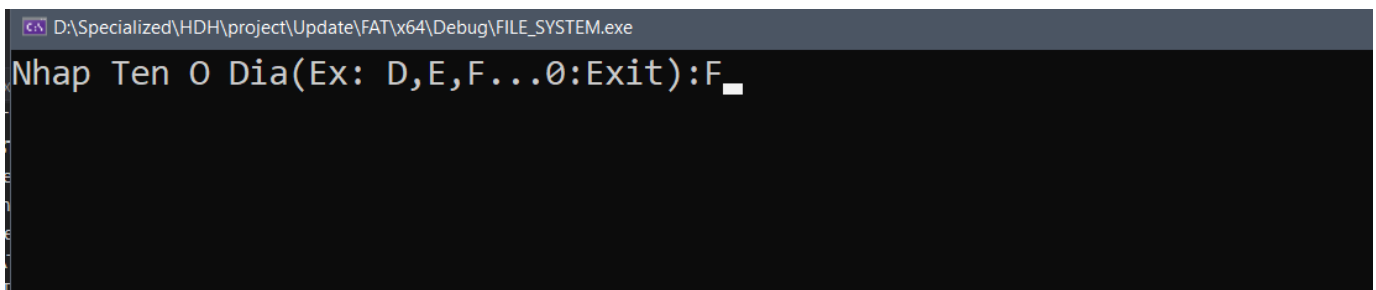 D:\Specialized\HDH\project\Update\FAT\x64\Debug\FILE_SYSTEM.exe
Nhap Ten O Dia(Ex: D,E,F...0:Exit):F